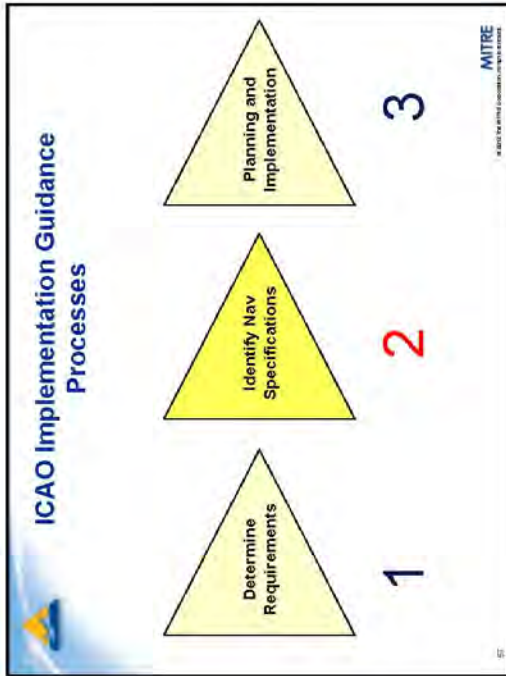 ICAO Implementation Guidance
Processes
Determine
Requirements
Identify Nav
Specifications
Planning and
Implementation
1
2
3
MITRE